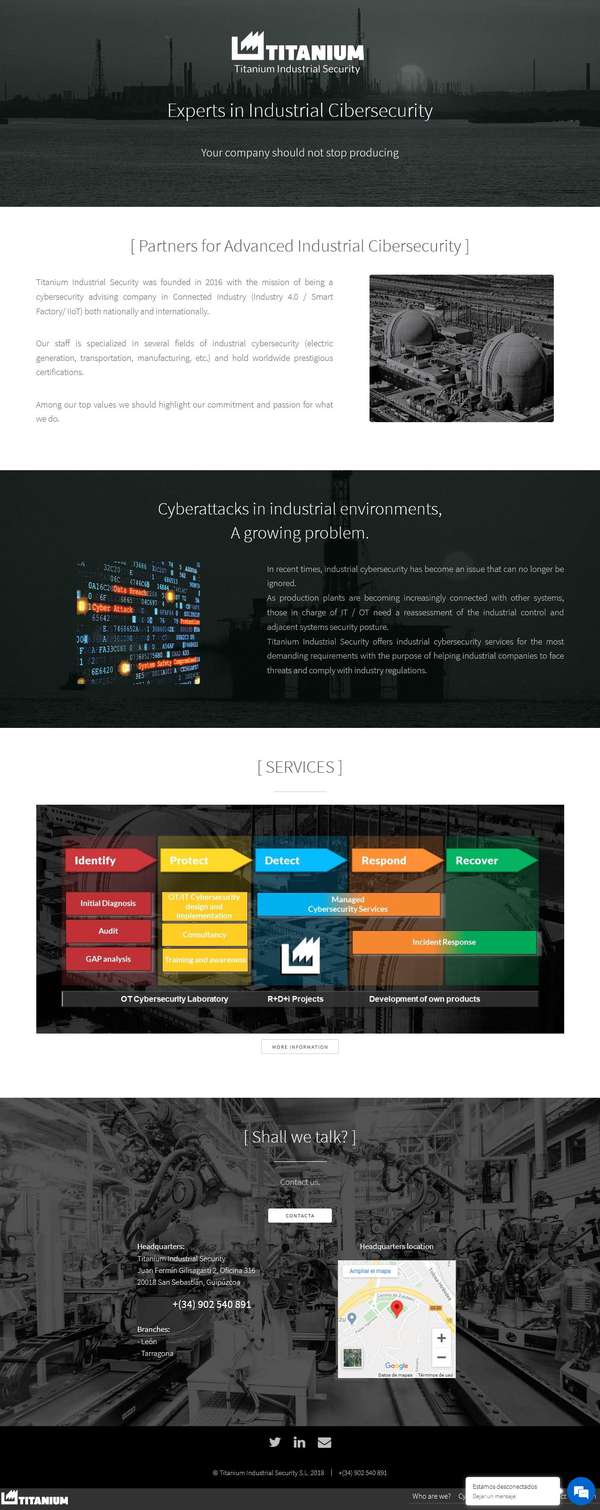 TITANIUM
Titanium Industrial Security
Experts in Industrial Cibersecurity
Your company should not stop producing
[ Partners for Advanced Industrial Cibersecurity ]
Titanium Industrial Security was founded in 2016 with the mission of being a
cybersecurity advising company in Connected Industry (Industry 4.0 / Smart
Factory/ IIoT) both nationally and internationally.
Our staff is specialized in several fields of industrial cybersecurity (electric
generation, transportation, manufacturing, etc.) and hold worldwide prestigious
certifications.
Among our top values we should highlight our commitment and passion for what
we do.
Cyberattacks in industrial environments,
A growing problem.
Data Breach
Cyber Attack
Protection
System Safety Compromised
In recent times, industrial cybersecurity has become an issue that can no longer be
ignored.
As production plants are becoming increasingly connected with other systems,
those in charge of IT / OT need a reassessment of the industrial control and
adjacent systems security posture.
Titanium Industrial Security offers industrial cybersecurity services for the most
demanding requirements with the purpose of helping industrial companies to face
threats and comply with industry regulations.
[ SERVICES ]
Identify
Protect
Detect
Respond
Recover
Initial Diagnosis
Audit
GAP analysis
OT/IT Cybersecurity
design and
implementation
Consultancy
Training and awareness
Managed
Cybersecurity Services
Incident Response
OT Cybersecurity Laboratory
R+D+i Projects
Development of own products
MORE INFORMATION
[ Shall we talk? ]
Contact us.
CONTACTA
Headquarters:
Titanium Industrial Security
Juan Fermín Gilisagasti 2, Oficina 316
20018 San Sebastián, Guipúzcoa
+(34) 902 540 891
Branches:
- León
- Tarragona
Headquarters location
Ampliar el mapa
Google
Datos de mapas
Términos de uso
© Titanium Industrial Security S.L. 2018 | +(34) 902 540 891
TITANIUM
Who are we?
Estamos desconectados
Dejar un mensaje